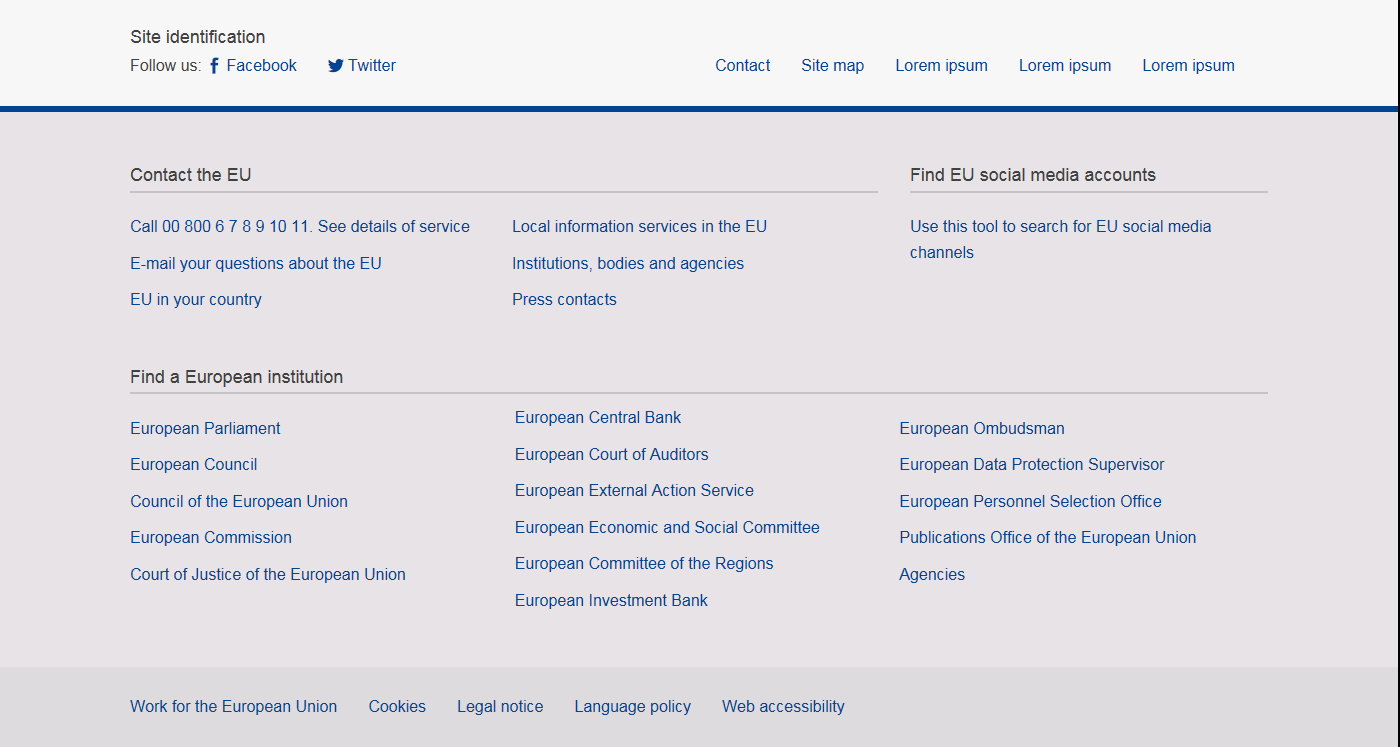 Site identification
Follow us: Facebook Twitter
Contact Site map Lorem ipsum Lorem ipsum Lorem ipsum
Contact the EU
Call 00 800 6 7 8 9 10 11. See details of service
E-mail your questions about the EU
EU in your country
Local information services in the EU
Institutions, bodies and agencies
Press contacts
Find EU social media accounts
Use this tool to search for EU social media
channels
Find a European institution
European Parliament
European Council
Council of the European Union
European Commission
Court of Justice of the European Union
European Central Bank
European Court of Auditors
European External Action Service
European Economic and Social Committee
European Committee of the Regions
European Investment Bank
European Ombudsman
European Data Protection Supervisor
European Personnel Selection Office
Publications Office of the European Union
Agencies
Work for the European Union Cookies Legal notice Language policy Web accessibility